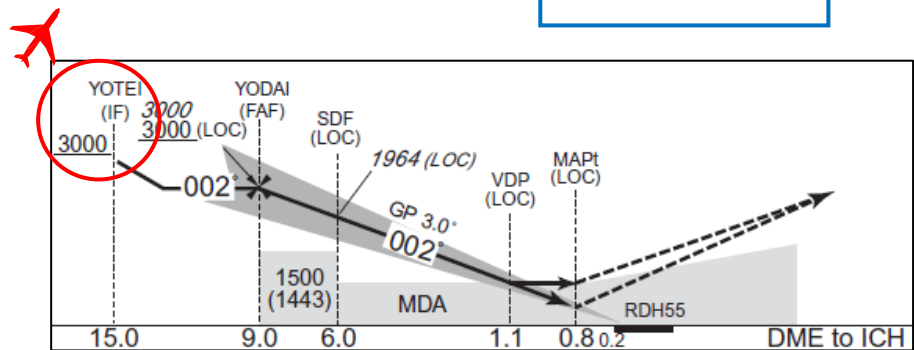 YOTEI
(IF)
3000
3000
3000 (LOC)
YODAI
(FAF)
SDF
(LOC)
1964 (LOC)
VDP
(LOC)
MAPt
(LOC)
002°
GP 3.0°
002°
1500
(1443)
MDA
RDH55
15.0 9.0 6.0 1.1 0.8 0.2 DME to ICH